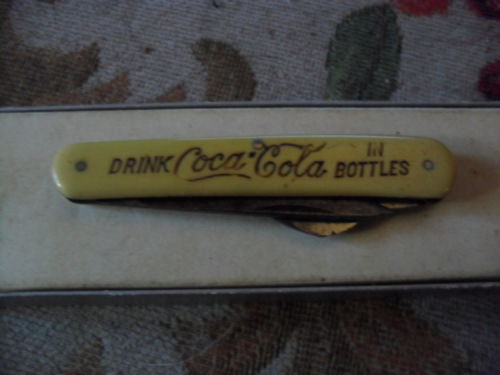 DRINK Coca-Cola IN BOTTLES